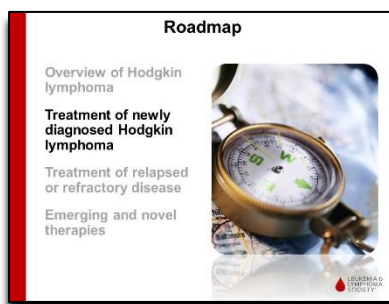 Roadmap
Overview of Hodgkin
lymphoma
Treatment of newly
diagnosed Hodgkin
lymphoma
Treatment of relapsed
or refractory disease
Emerging and novel
therapies
S
W
E
LEUKEMIA &
LYMPHOMA
SOCIETY